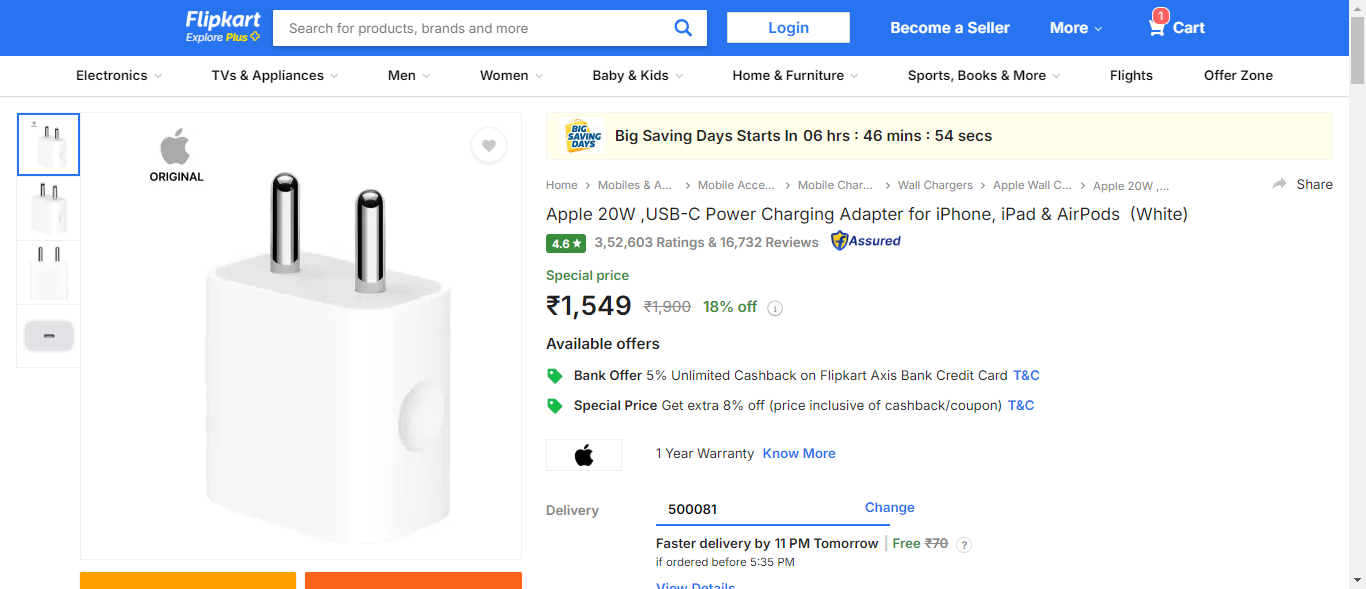 Flipkart
Explore Plus
Search for products, brands and more
Login
Become a Seller
More
1
Cart
Electronics
TVs & Appliances
Men
Women
Baby & Kids
Home & Furniture
Sports, Books & More
Flights
Offer Zone
ORIGINAL
BIG SAVING DAYS
Big Saving Days Starts In 06 hrs : 46 mins : 54 secs
Home > Mobiles & A... > Mobile Acce... > Mobile Char... > Wall Chargers > Apple Wall C... > Apple 20W ,...
Share
Apple 20W ,USB-C Power Charging Adapter for iPhone, iPad & AirPods (White)
4.6★ 3,52,603 Ratings & 16,732 Reviews Assured
Special price
₹1,549 ₹1,900 18% off
Available offers
Bank Offer 5% Unlimited Cashback on Flipkart Axis Bank Credit Card T&C
Special Price Get extra 8% off (price inclusive of cashback/coupon) T&C
1 Year Warranty Know More
Delivery
500081
Change
Faster delivery by 11 PM Tomorrow | Free ₹70 ?
if ordered before 5:35 PM
View Details